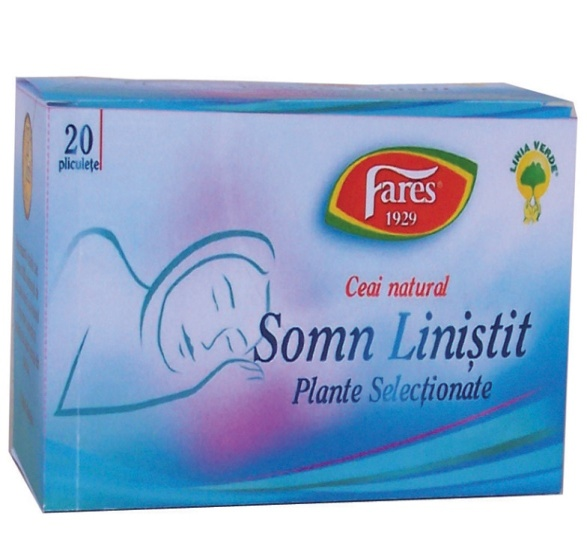 20
pliculețe
LINIA VERDE
Fares®
1929
Ceai natural
Somn Liniștit
Plante Selecționate